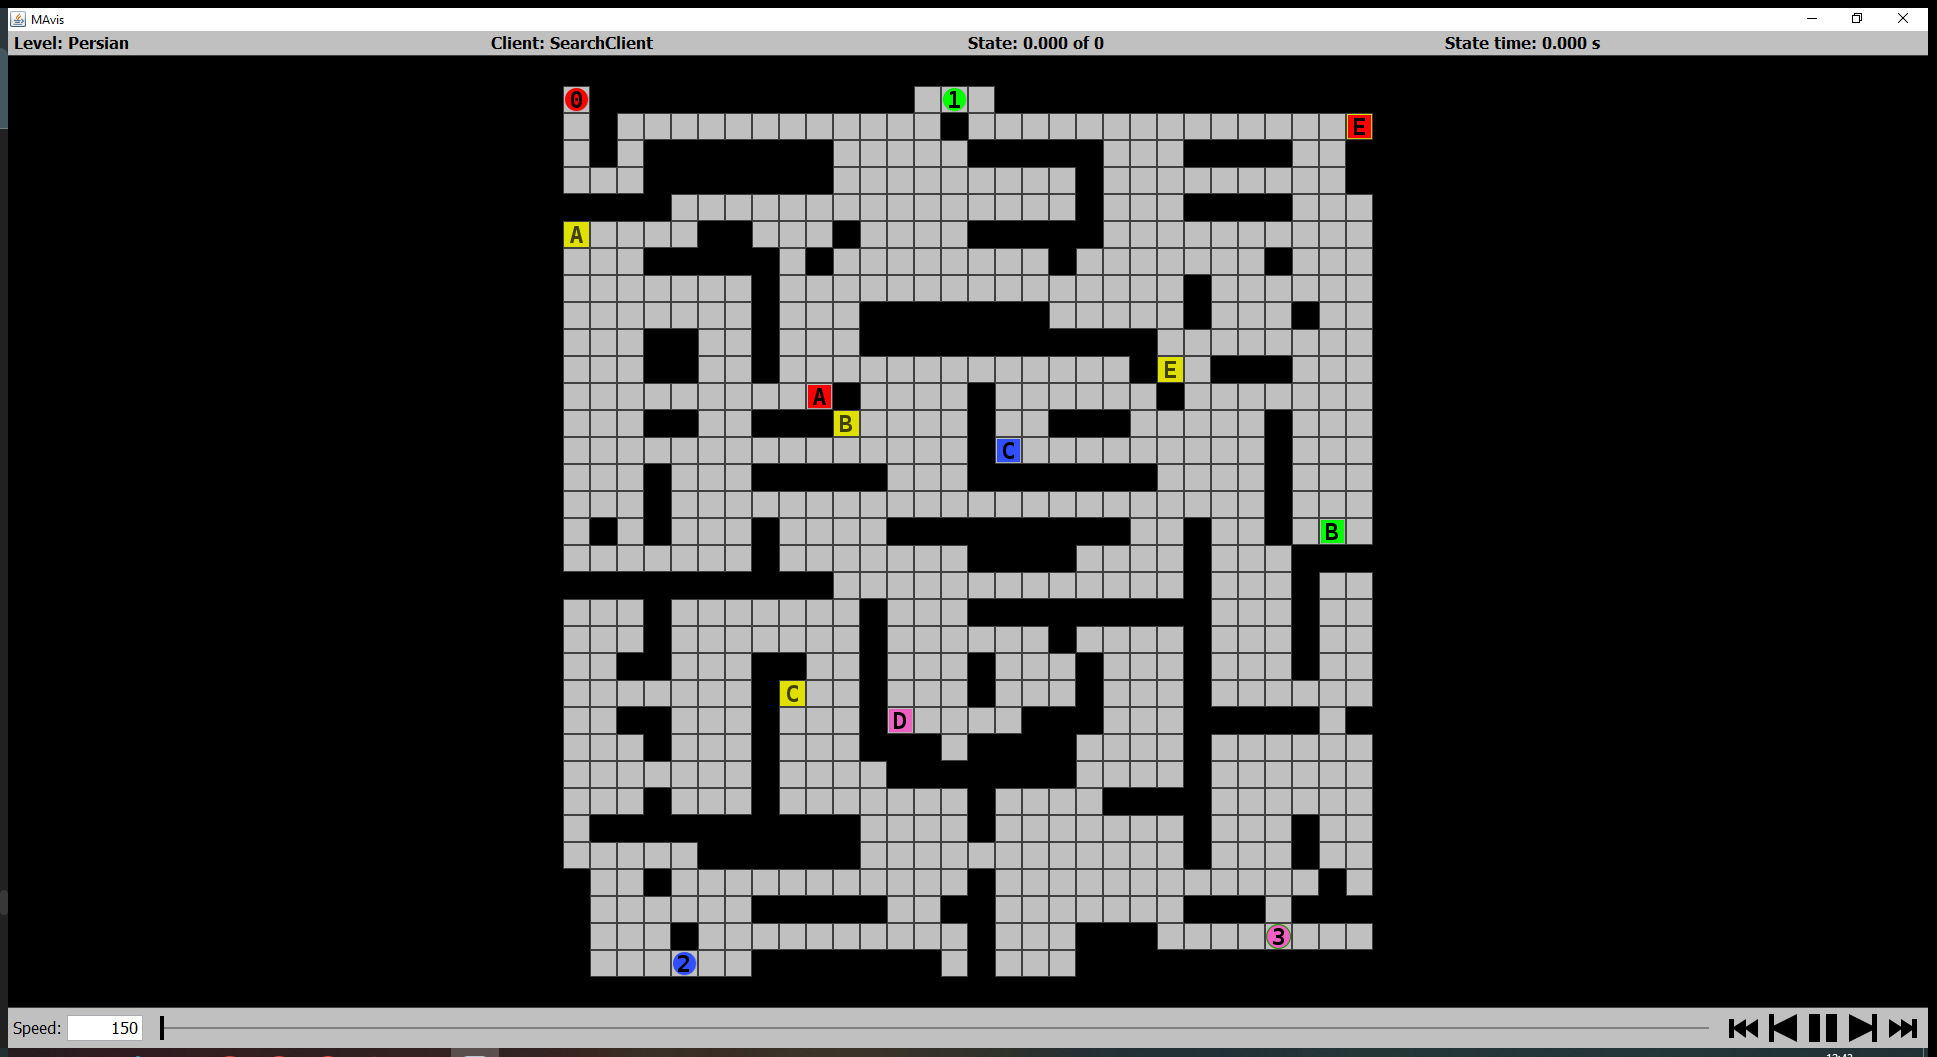 MAvis
Level: Persian Client: SearchClient State: 0.000 of 0 State time: 0.000 s
0 1
E
A
E
A
B
C
B
C
D
3
2
Speed: 150